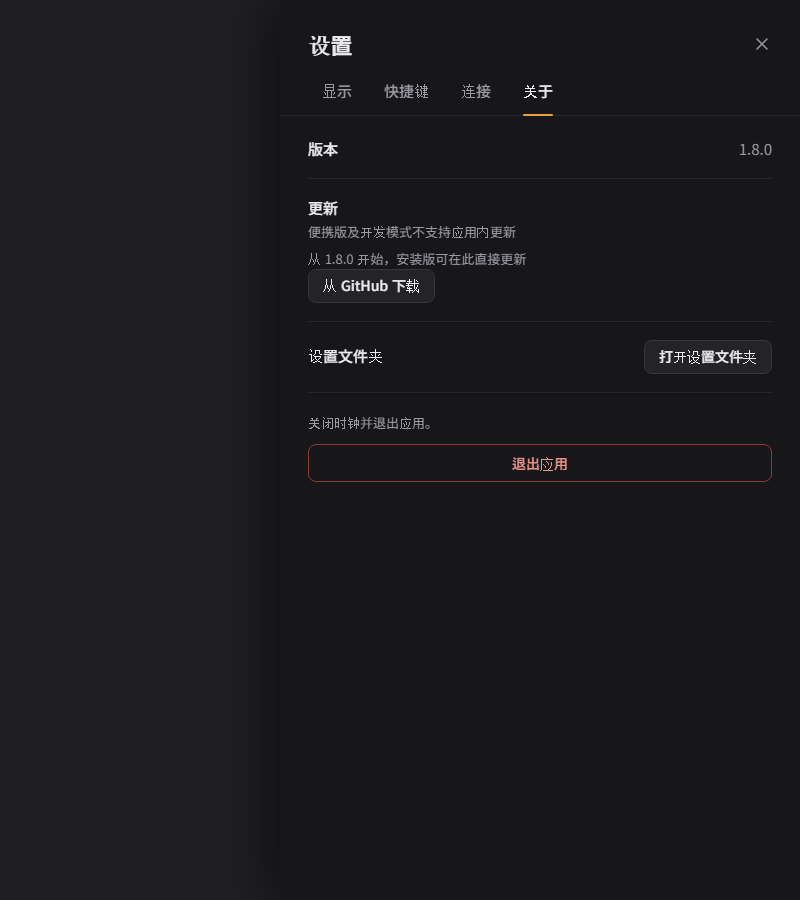 设置
显示 快捷键 连接 关于
版本 1.8.0
更新
便携版及开发模式不支持应用内更新
从 1.8.0 开始，安装版可在此直接更新
从 GitHub 下载
设置文件夹 打开设置文件夹
关闭时钟并退出应用。
退出应用